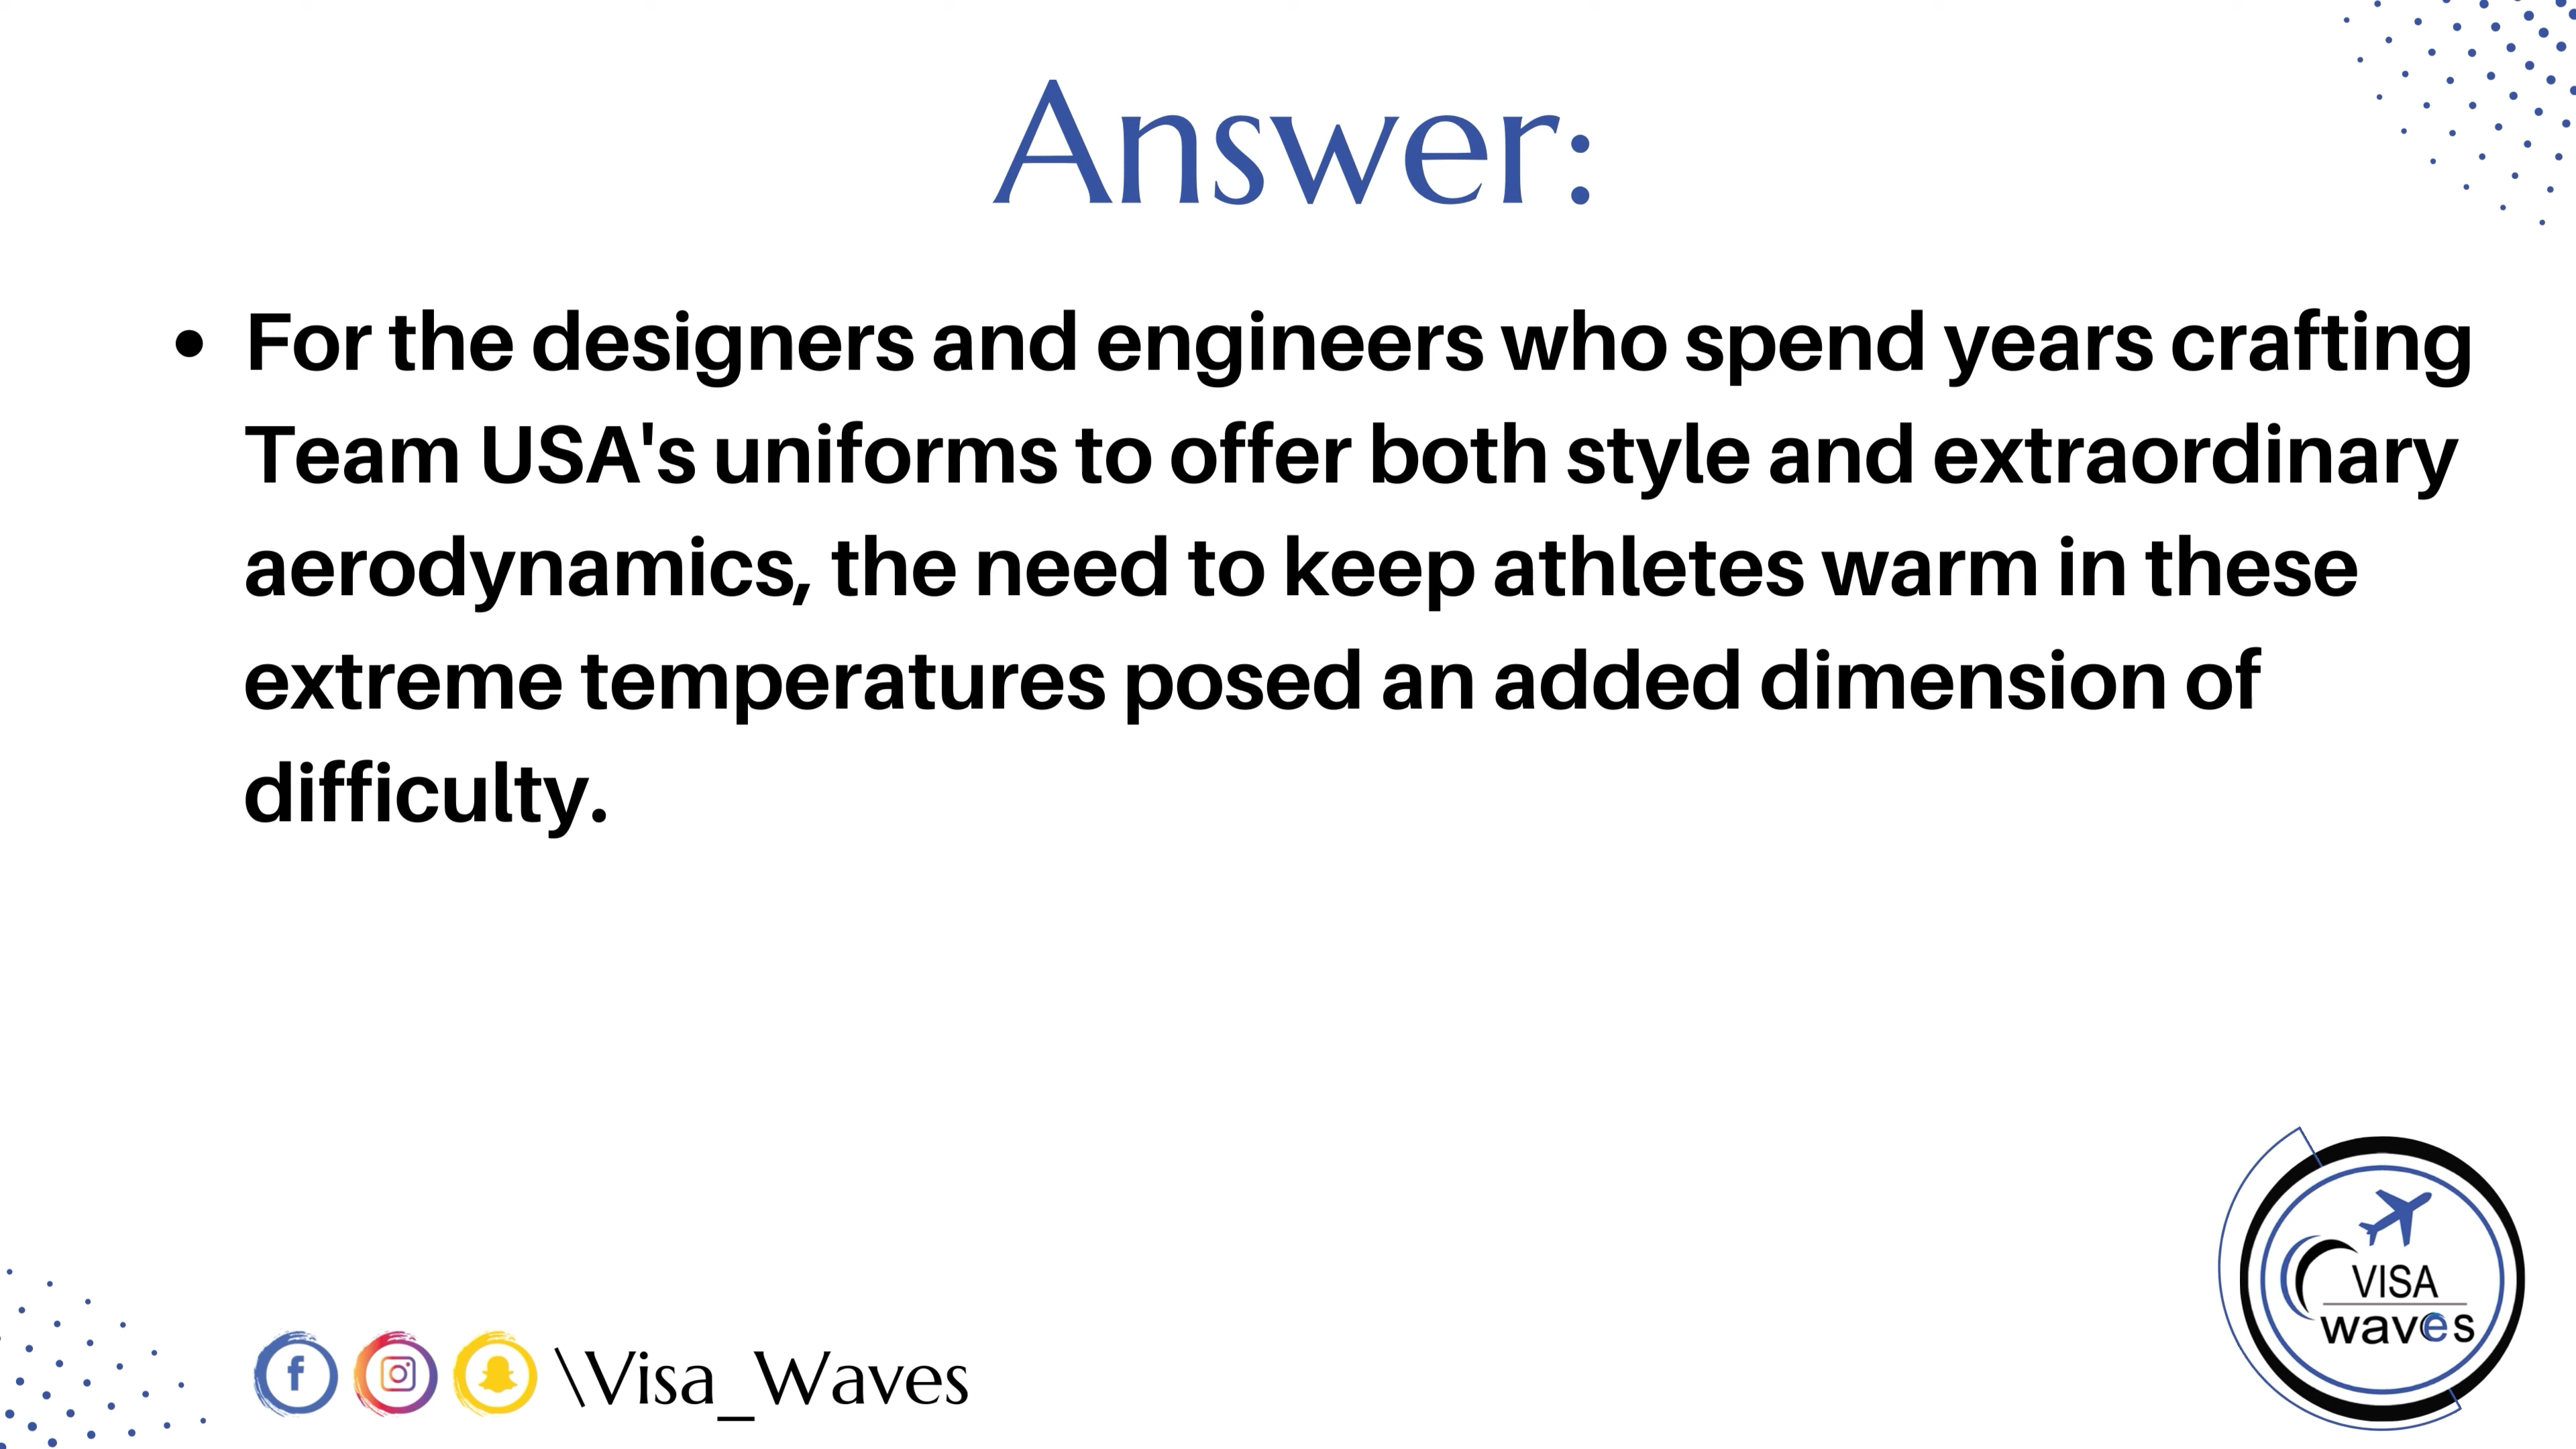 Answer:
• For the designers and engineers who spend years crafting
Team USA's uniforms to offer both style and extraordinary
aerodynamics, the need to keep athletes warm in these
extreme temperatures posed an added dimension of
difficulty.
VISA
waves
\Visa_Waves